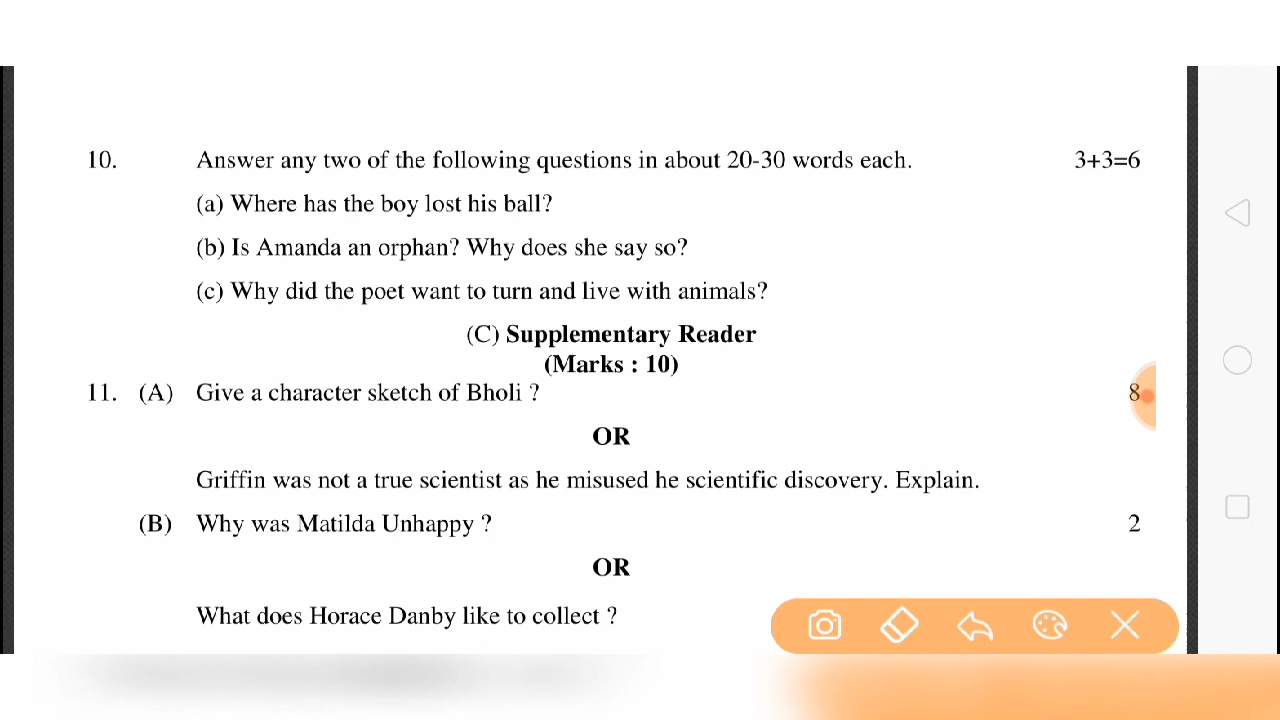 10. Answer any two of the following questions in about 20-30 words each. 3+3=6
(a) Where has the boy lost his ball?
(b) Is Amanda an orphan? Why does she say so?
(c) Why did the poet want to turn and live with animals?
(C) Supplementary Reader
(Marks : 10)
11. (A) Give a character sketch of Bholi ? 8
OR
Griffin was not a true scientist as he misused he scientific discovery. Explain.
(B) Why was Matilda Unhappy ? 2
OR
What does Horace Danby like to collect ?